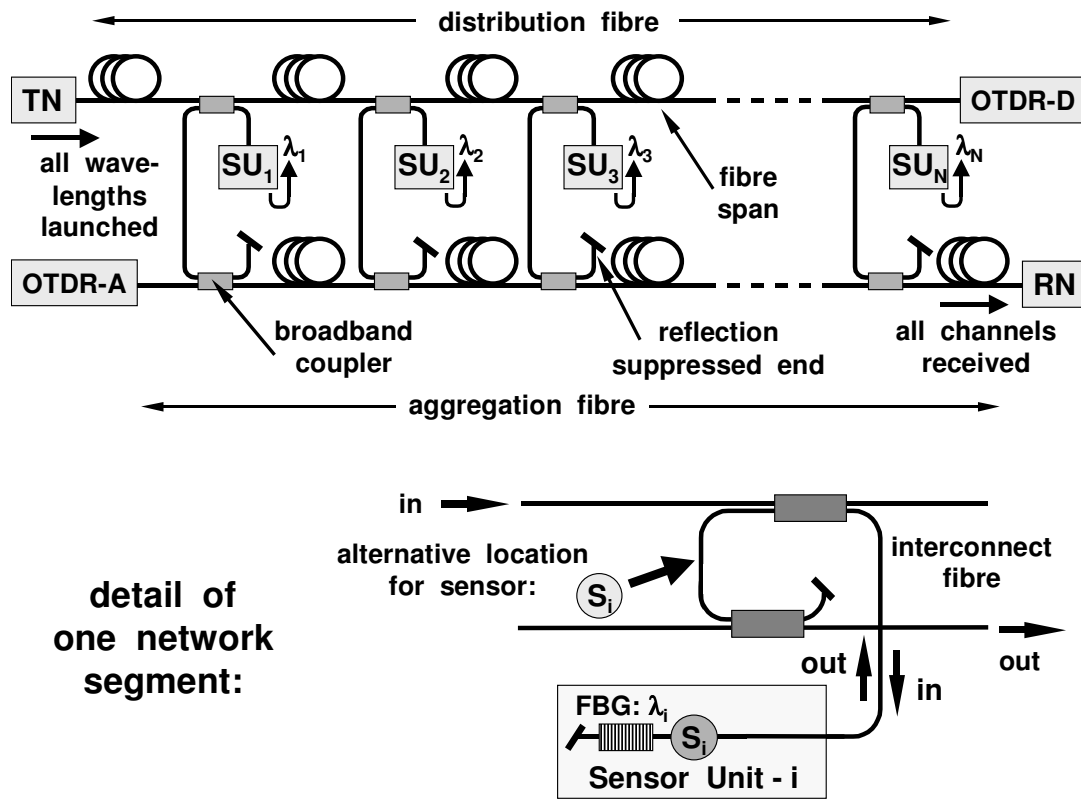 distribution fibre
TN
OTDR-D
all wave-
lengths
launched
SU1
λ1
SU2
λ2
SU3
λ3
SUN
λN
fibre
span
OTDR-A
RN
broadband
coupler
reflection
suppressed end
all channels
received
aggregation fibre
in
alternative location
for sensor:
Si
interconnect
fibre
detail of
one network
segment:
out
in
out
FBG: λi
Si
Sensor Unit - i